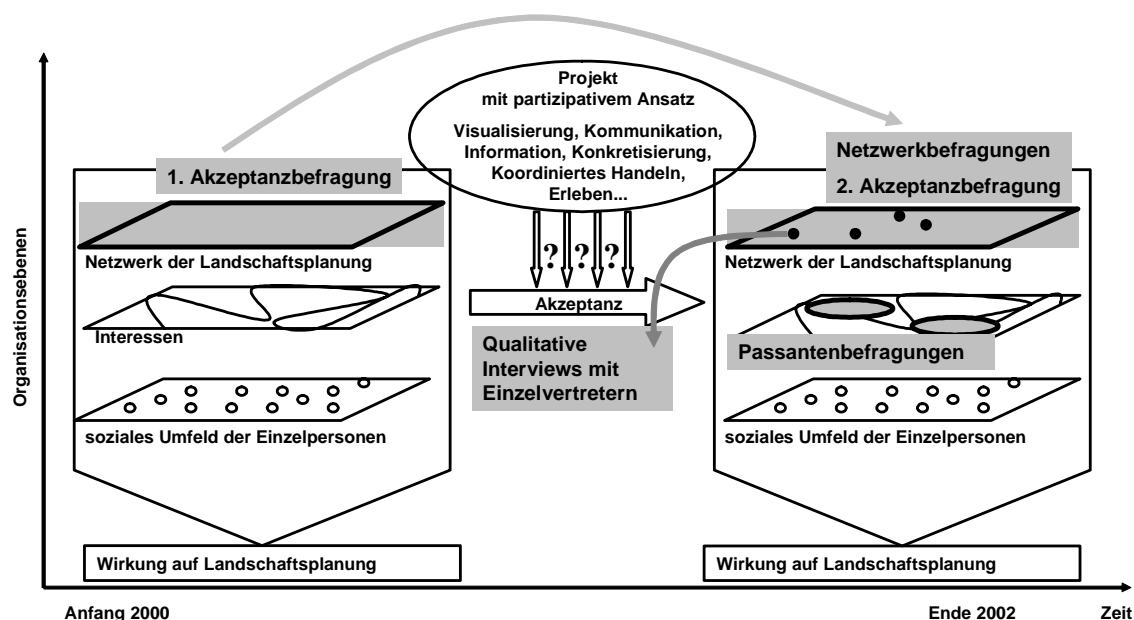 Projekt
mit partizipativem Ansatz
Visualisierung, Kommunikation,
Information, Konkretisierung,
Koordiniertes Handeln,
Erleben...
1. Akzeptanzbefragung
Netzwerk der Landschaftsplanung
Interessen
soziales Umfeld der Einzelpersonen
Wirkung auf Landschaftsplanung
? ? ?
Akzeptanz
Qualitative
Interviews mit
Einzelvertretern
Netzwerkbefragungen
2. Akzeptanzbefragung
Netzwerk der Landschaftsplanung
Passantenbefragungen
soziales Umfeld der Einzelpersonen
Wirkung auf Landschaftsplanung
Organisationsebenen
Anfang 2000
Ende 2002
Zeit